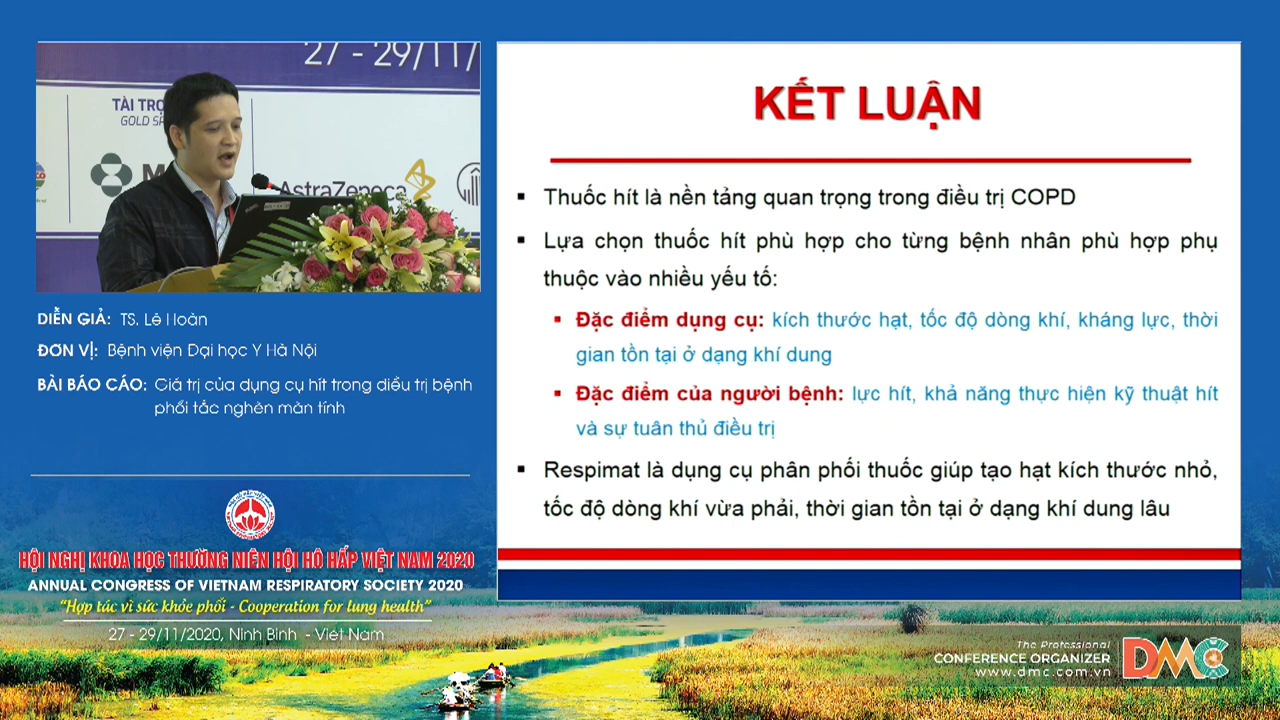 27 - 29/11/
TÀI TRỢ
GOLD
AstraZeneca
DIỄN GIẢ: TS. Lê Hoàn
ĐƠN VỊ: Bệnh viện Đại học Y Hà Nội
BÀI BÁO CÁO: Giá trị của dụng cụ hít trong điều trị bệnh
phổi tắc nghẽn mãn tính
HỘI NGHỊ KHOA HỌC THƯỜNG NIÊN HỘI HÔ HẤP VIỆT NAM 2020
ANNUAL CONGRESS OF VIETNAM RESPIRATORY SOCIETY 2020
“Hợp tác vì sức khỏe phổi - Cooperation for lung health”
27 - 29/11/2020, Ninh Bình - Việt Nam
KẾT LUẬN
▪ Thuốc hít là nền tảng quan trọng trong điều trị COPD
▪ Lựa chọn thuốc hít phù hợp cho từng bệnh nhân phù hợp phụ
thuộc vào nhiều yếu tố:
▪ Đặc điểm dụng cụ: kích thước hạt, tốc độ dòng khí, kháng lực, thời
gian tồn tại ở dạng khí dung
▪ Đặc điểm của người bệnh: lực hít, khả năng thực hiện kỹ thuật hít
và sự tuân thủ điều trị
▪ Respimat là dụng cụ phân phối thuốc giúp tạo hạt kích thước nhỏ,
tốc độ dòng khí vừa phải, thời gian tồn tại ở dạng khí dung lâu
The Professional
CONFERENCE ORGANIZER
www.dmc.com.vn
DMC